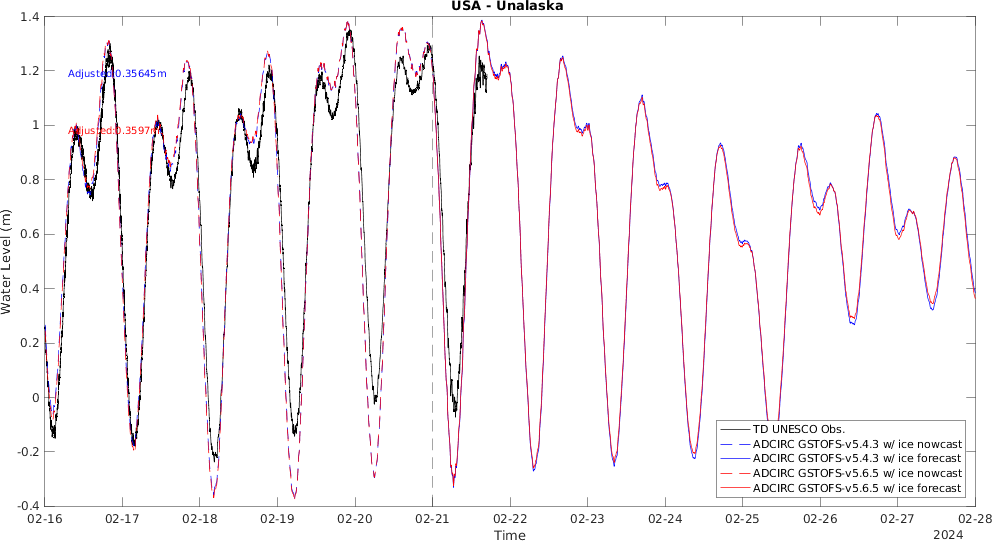 USA - Unalaska
Water Level (m)
1.4
1.2
1
0.8
0.6
0.4
0.2
0
-0.2
-0.4
Adjusted:0.35645m
Adjusted:0.3597m
TD UNESCO Obs.
ADCIRC GSTOFS-v5.4.3 w/ ice nowcast
ADCIRC GSTOFS-v5.4.3 w/ ice forecast
ADCIRC GSTOFS-v5.6.5 w/ ice nowcast
ADCIRC GSTOFS-v5.6.5 w/ ice forecast
02-16 02-17 02-18 02-19 02-20 02-21 02-22 02-23 02-24 02-25 02-26 02-27 02-28
Time
2024